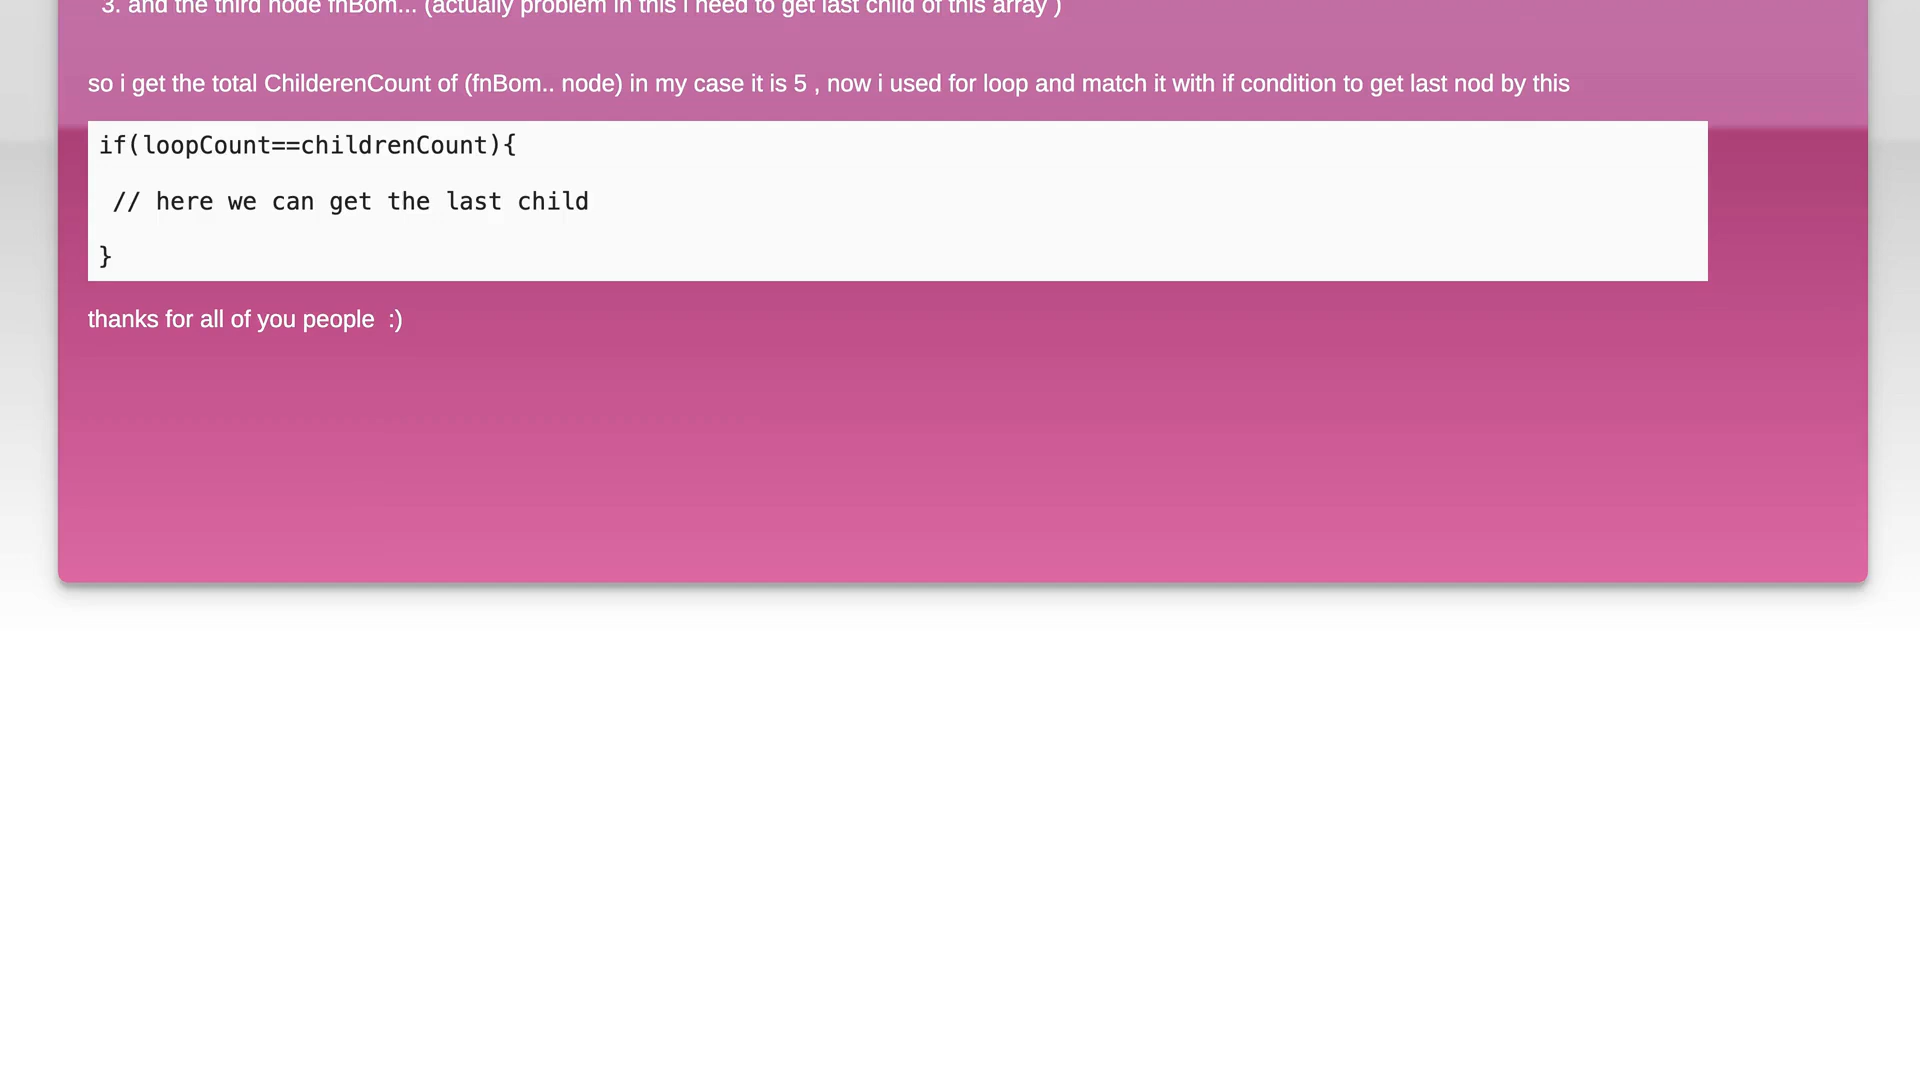 3. and the third node fnBom... (actually problem in this i need to get last child of this array )
so i get the total ChilderenCount of (fnBom.. node) in my case it is 5 , now i used for loop and match it with if condition to get last nod by this
if(loopCount==childrenCount){
// here we can get the last child
}
thanks for all of you people :)